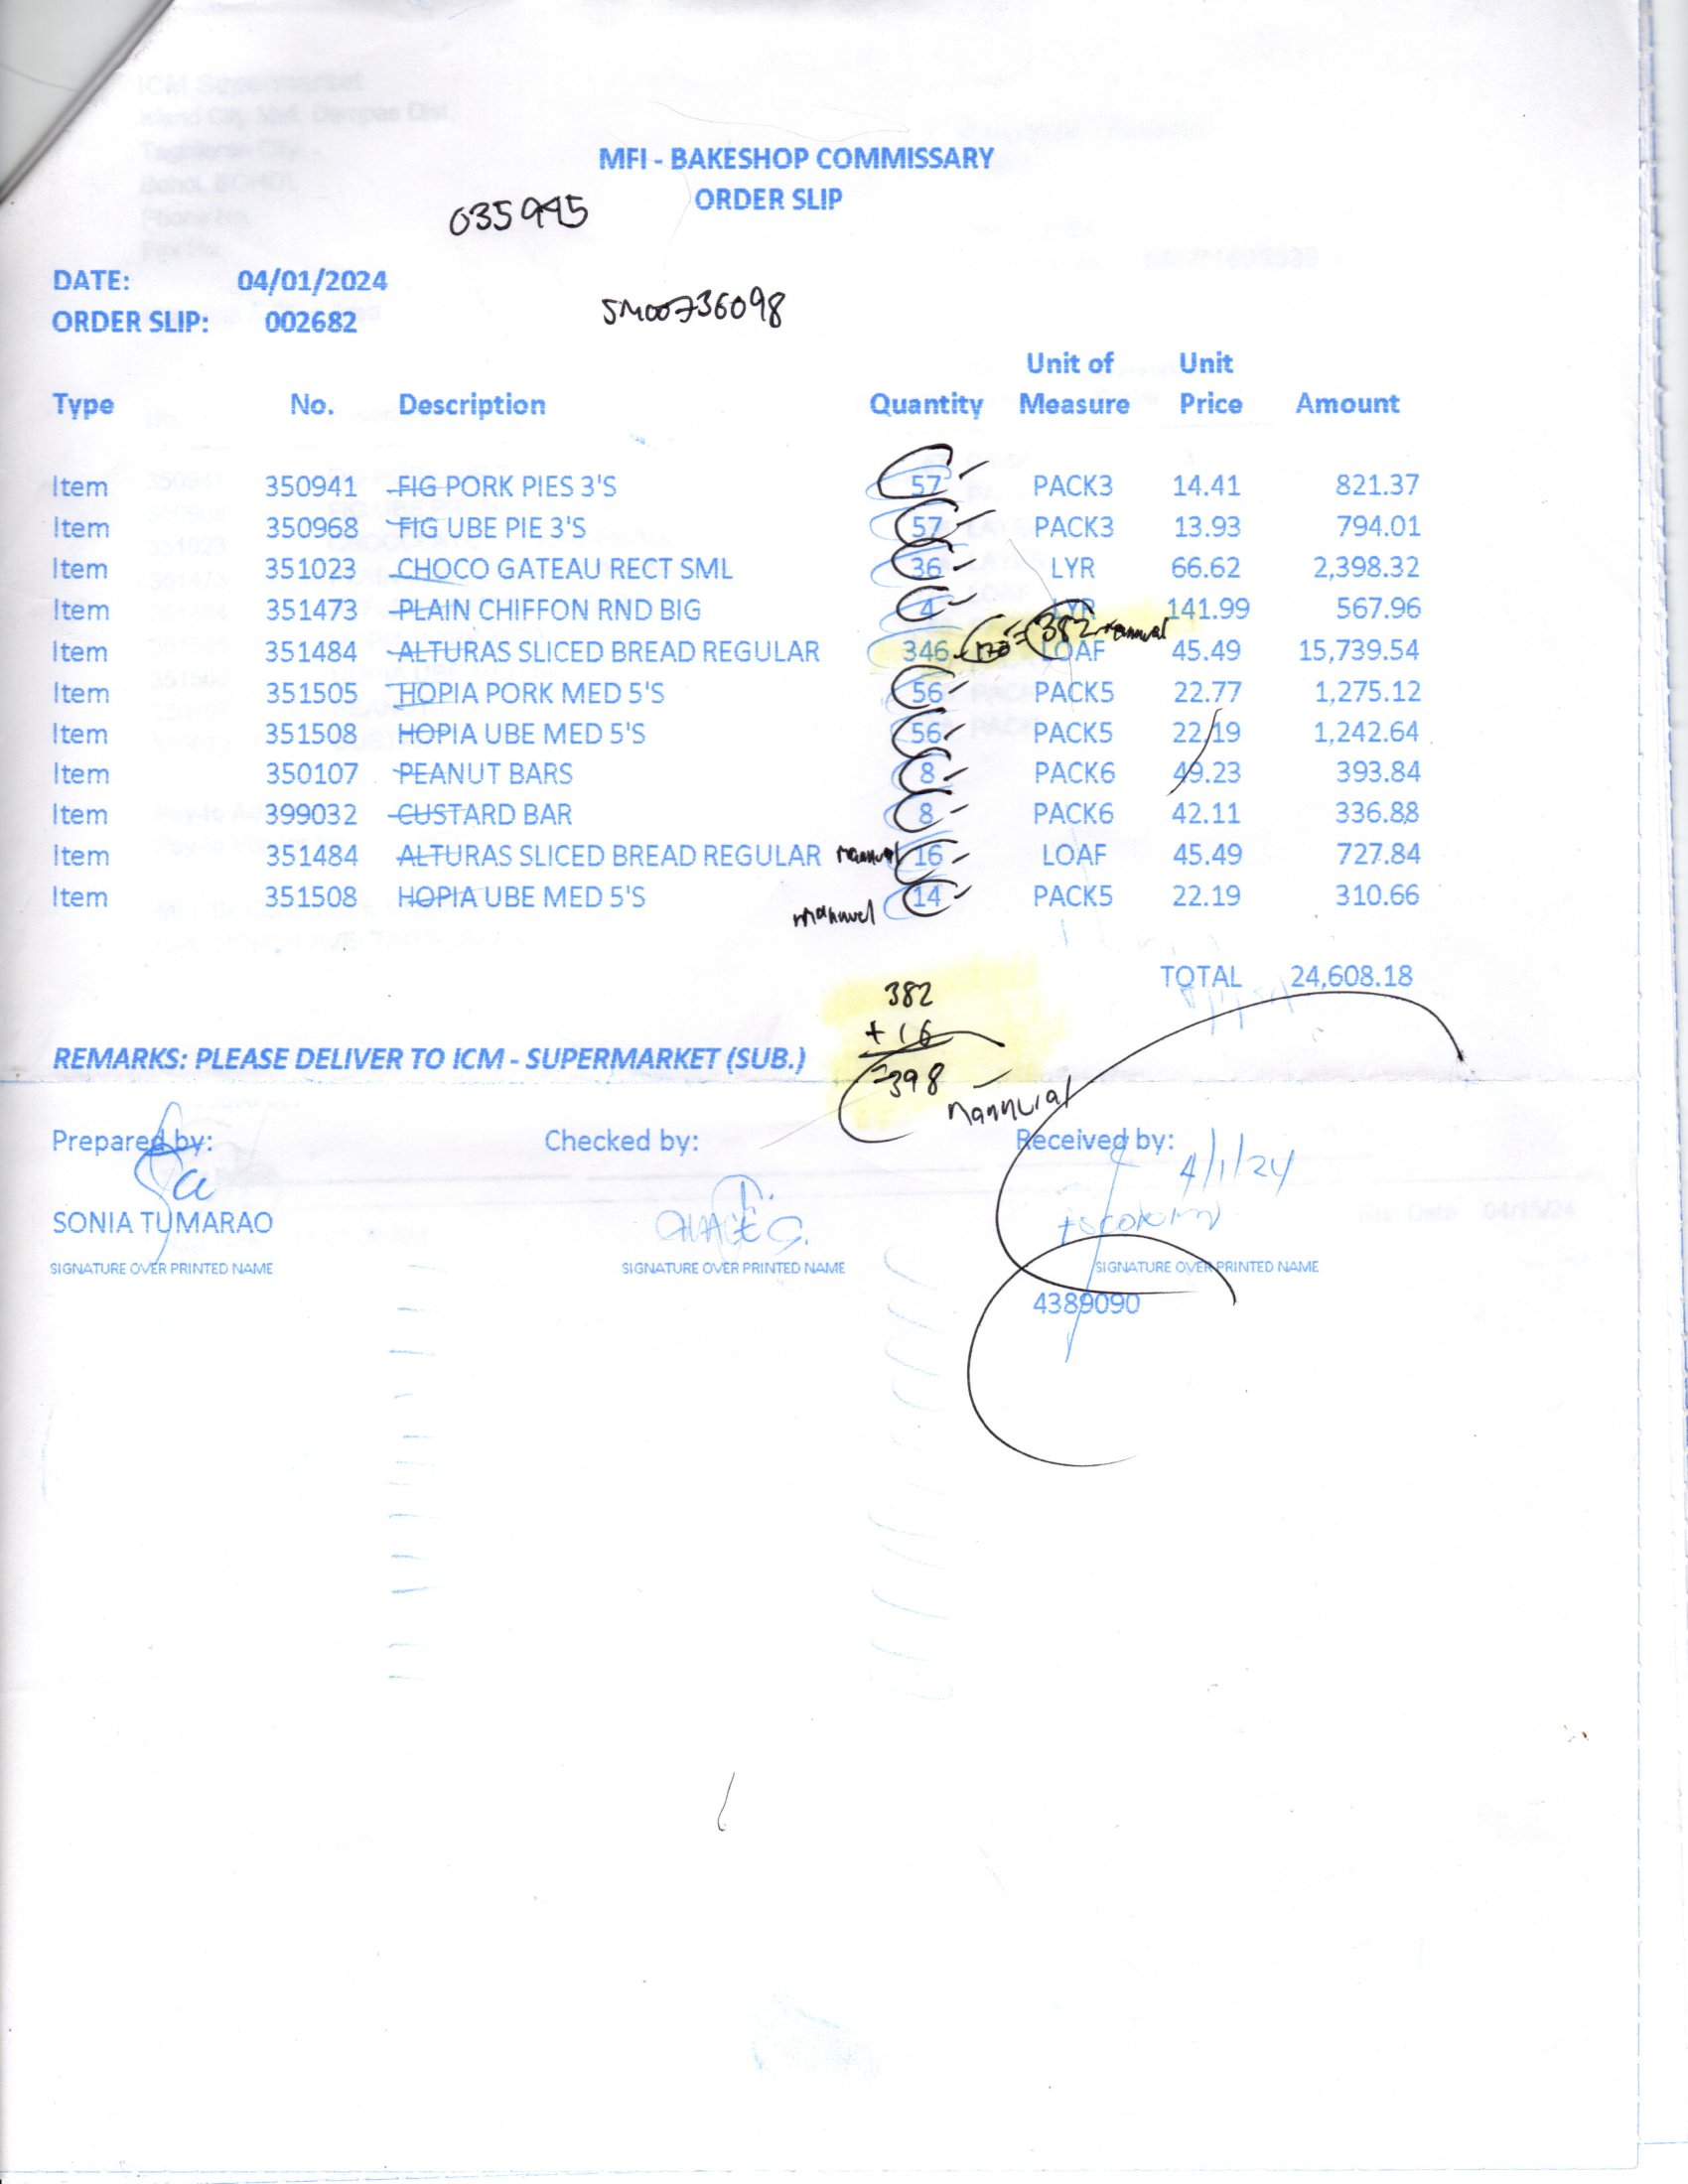 MFI - BAKESHOP COMMISSARY
ORDER SLIP
035995
DATE: 04/01/2024
SM00736098
ORDER SLIP: 002682
Type No. Description Quantity Unit of Measure Unit Price Amount
Item 350941 FIG PORK PIES 3'S 57 PACK3 14.41 821.37
Item 350968 FIG UBE PIE 3'S 57 PACK3 13.93 794.01
Item 351023 CHOCO GATEAU RECT SML 36 LYR 66.62 2,398.32
Item 351473 PLAIN CHIFFON RND BIG 4 LYR 141.99 567.96
Item 351484 ALTURAS SLICED BREAD REGULAR 346 382 manual LOAF 45.49 15,739.54
Item 351505 HOPIA PORK MED 5'S 56 PACK5 22.77 1,275.12
Item 351508 HOPIA UBE MED 5'S 56 PACK5 22.19 1,242.64
Item 350107 PEANUT BARS 8 PACK6 49.23 393.84
Item 399032 CUSTARD BAR 8 PACK6 42.11 336.88
Item 351484 ALTURAS SLICED BREAD REGULAR manual 16 LOAF 45.49 727.84
Item 351508 HOPIA UBE MED 5'S manual 14 PACK5 22.19 310.66
TOTAL 24,608.18
382
+ 16
398
manual
REMARKS: PLEASE DELIVER TO ICM - SUPERMARKET (SUB.)
Prepared by: Checked by: Received by:
4/1/24
SONIA TUMARAO
SIGNATURE OVER PRINTED NAME SIGNATURE OVER PRINTED NAME SIGNATURE OVER PRINTED NAME
4389090